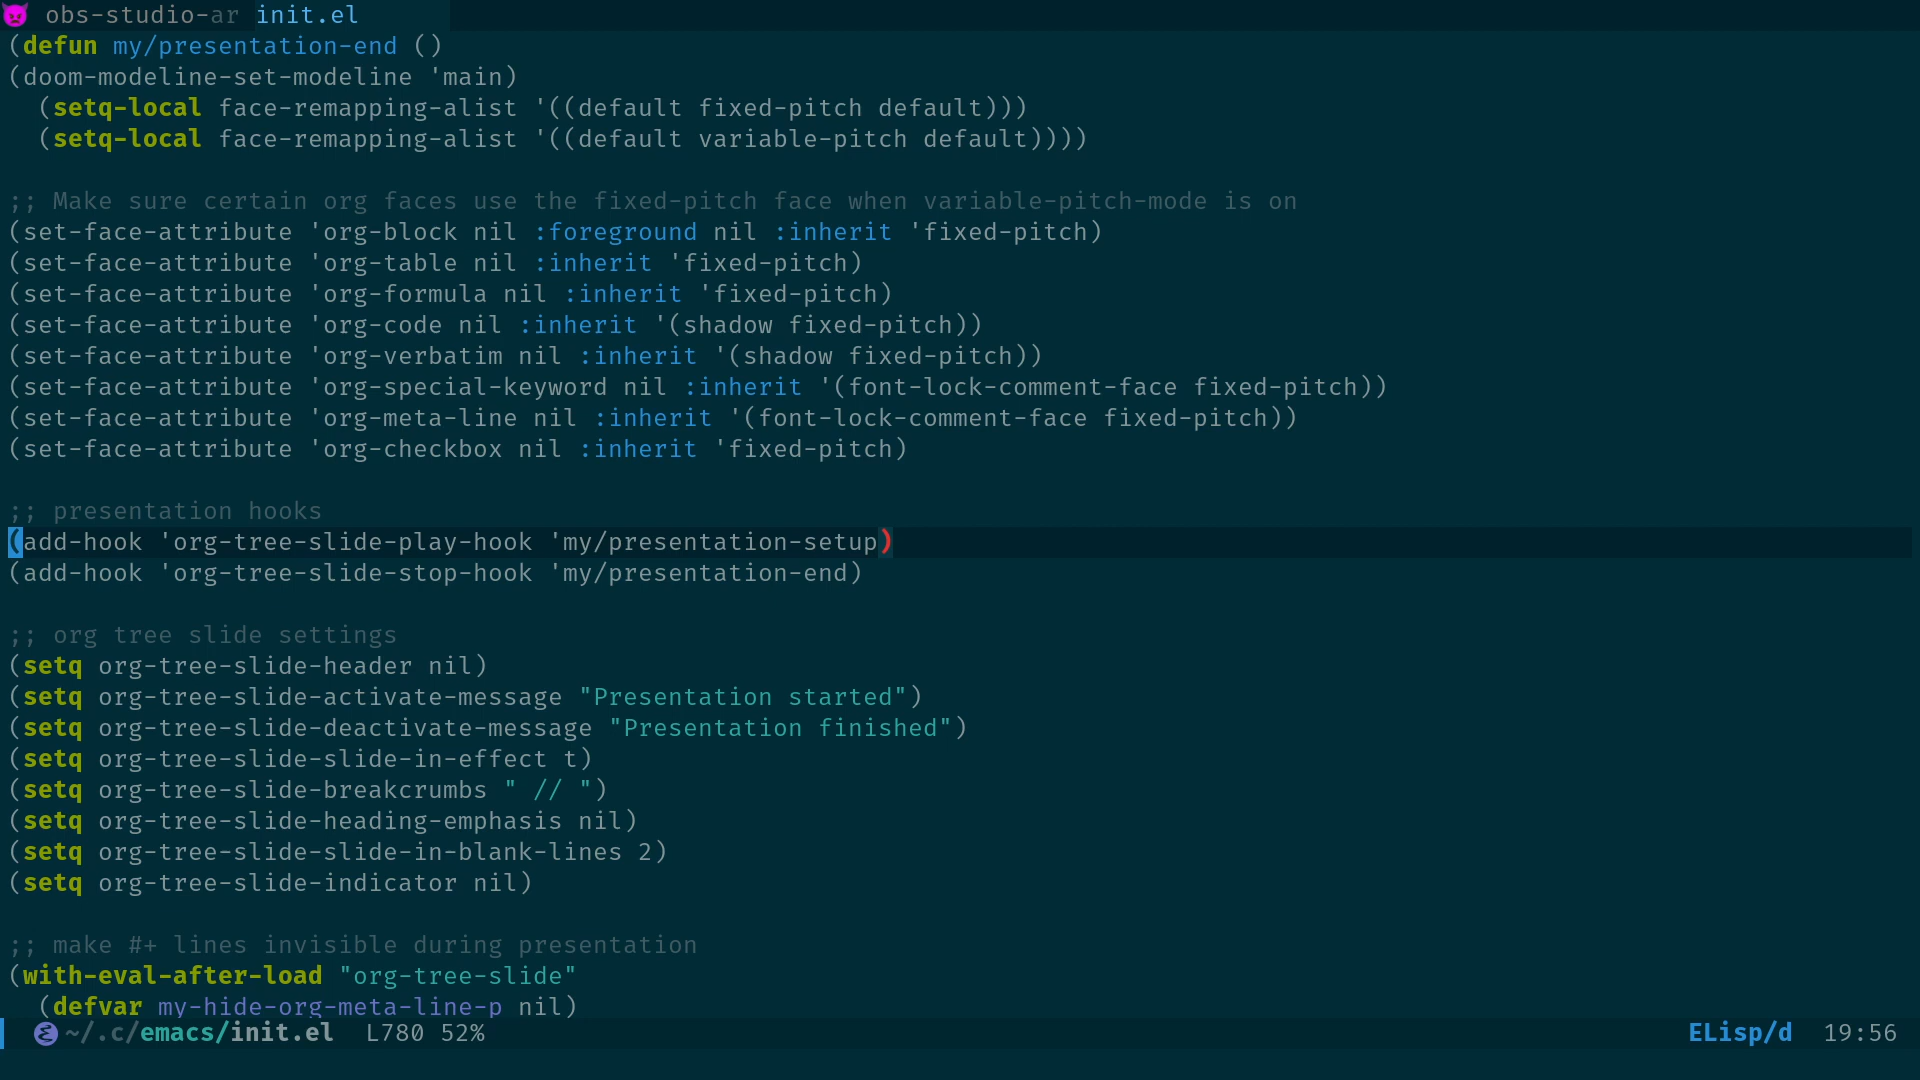 obs-studio-ar init.el
(defun my/presentation-end ()
(doom-modeline-set-modeline 'main)
  (setq-local face-remapping-alist '((default fixed-pitch default)))
  (setq-local face-remapping-alist '((default variable-pitch default))))
;; Make sure certain org faces use the fixed-pitch face when variable-pitch-mode is on
(set-face-attribute 'org-block nil :foreground nil :inherit 'fixed-pitch)
(set-face-attribute 'org-table nil :inherit 'fixed-pitch)
(set-face-attribute 'org-formula nil :inherit 'fixed-pitch)
(set-face-attribute 'org-code nil :inherit '(shadow fixed-pitch))
(set-face-attribute 'org-verbatim nil :inherit '(shadow fixed-pitch))
(set-face-attribute 'org-special-keyword nil :inherit '(font-lock-comment-face fixed-pitch))
(set-face-attribute 'org-meta-line nil :inherit '(font-lock-comment-face fixed-pitch))
(set-face-attribute 'org-checkbox nil :inherit 'fixed-pitch)
;; presentation hooks
(add-hook 'org-tree-slide-play-hook 'my/presentation-setup)
(add-hook 'org-tree-slide-stop-hook 'my/presentation-end)
;; org tree slide settings
(setq org-tree-slide-header nil)
(setq org-tree-slide-activate-message "Presentation started")
(setq org-tree-slide-deactivate-message "Presentation finished")
(setq org-tree-slide-slide-in-effect t)
(setq org-tree-slide-breakcrumbs " // ")
(setq org-tree-slide-heading-emphasis nil)
(setq org-tree-slide-slide-in-blank-lines 2)
(setq org-tree-slide-indicator nil)
;; make #+ lines invisible during presentation
(with-eval-after-load "org-tree-slide"
  (defvar my-hide-org-meta-line-p nil)
~/.c/emacs/init.el L780 52% ELisp/d 19:56